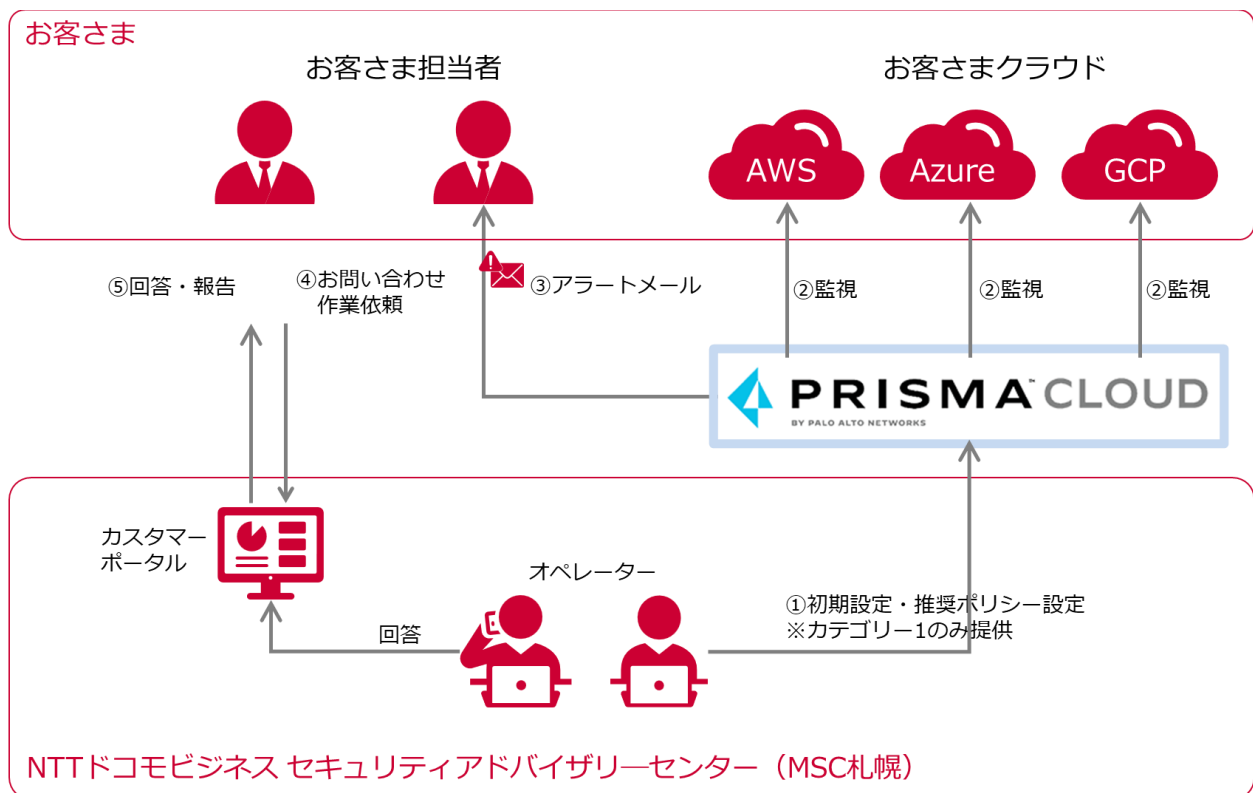 お客さま
お客さま担当者
お客さまクラウド
AWS
Azure
GCP
⑤回答・報告
④お問い合わせ
作業依頼
③アラートメール
②監視
②監視
②監視
PRISMA™ CLOUD
BY PALO ALTO NETWORKS
カスタマー
ポータル
オペレーター
回答
①初期設定・推奨ポリシー設定
※カテゴリー1のみ提供
NTTドコモビジネス セキュリティアドバイザリ―センター（MSC札幌）